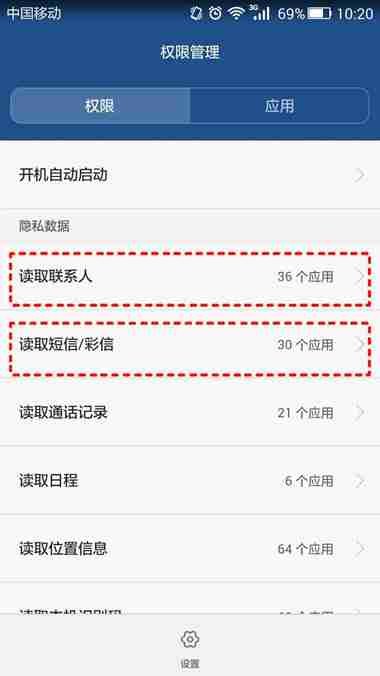 中国移动 3G 69% 10:20
权限管理
权限 应用
开机自动启动
隐私数据
读取联系人 36 个应用
读取短信/彩信 30 个应用
读取通话记录 21 个应用
读取日程 6 个应用
读取位置信息 64 个应用
设置